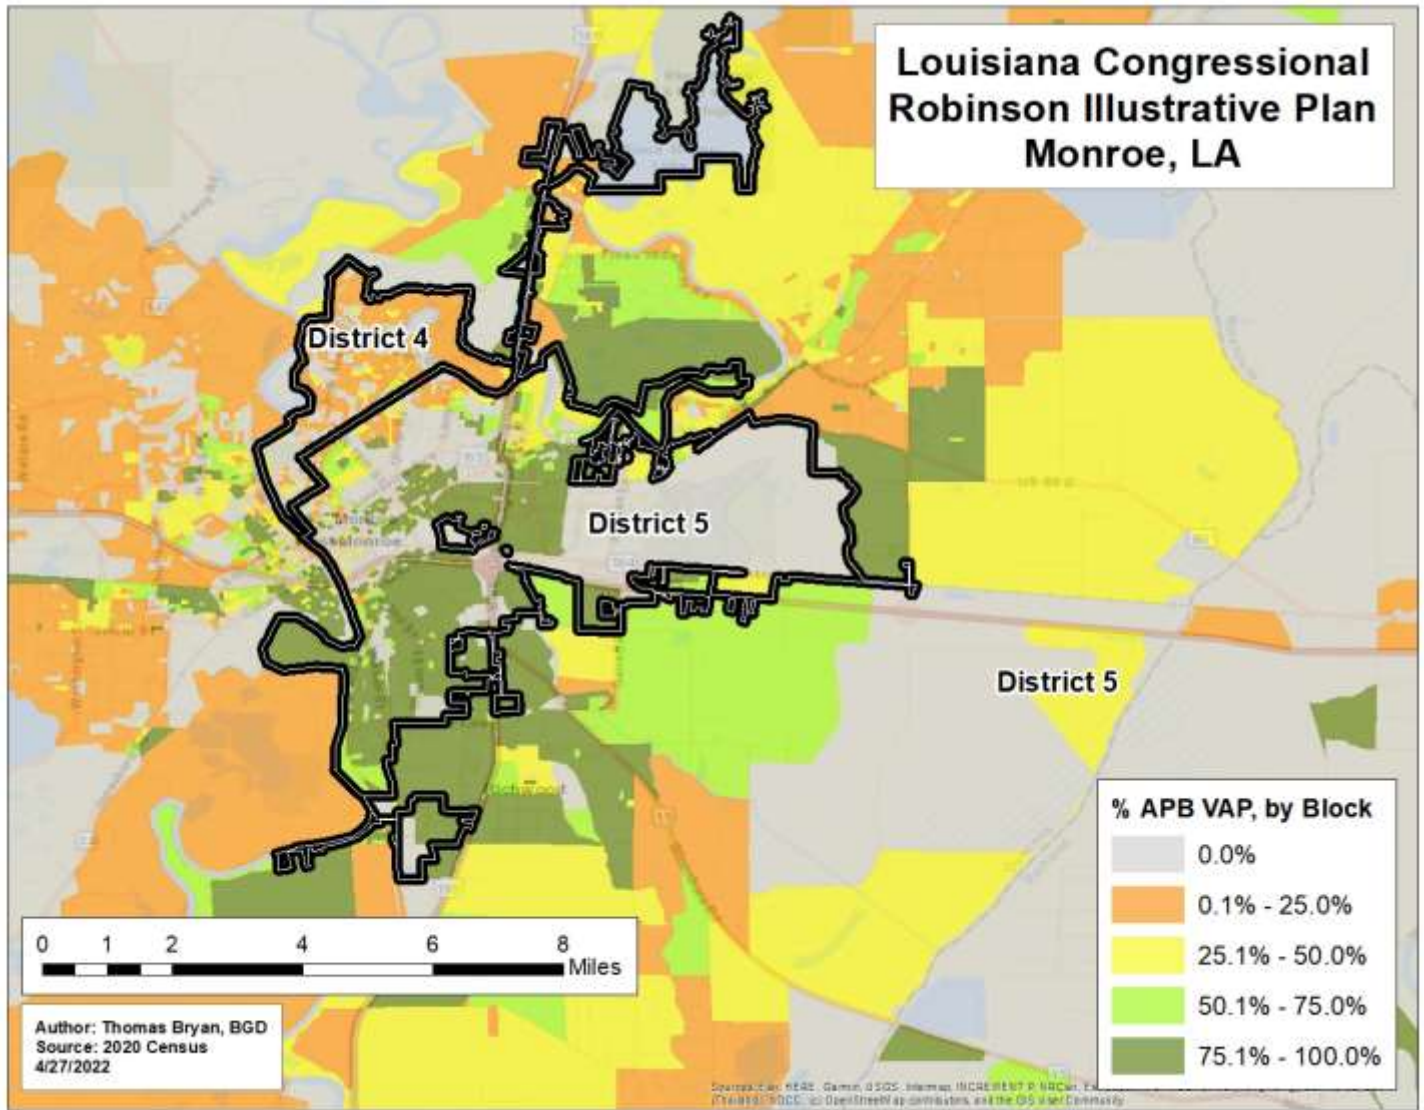 Louisiana Congressional
Robinson Illustrative Plan
Monroe, LA
District 4
District 5
District 5
% APB VAP, by Block
0.0%
0.1% - 25.0%
25.1% - 50.0%
50.1% - 75.0%
75.1% - 100.0%
0 1 2 4 6 8
Miles
Author: Thomas Bryan, BGD
Source: 2020 Census
4/27/2022